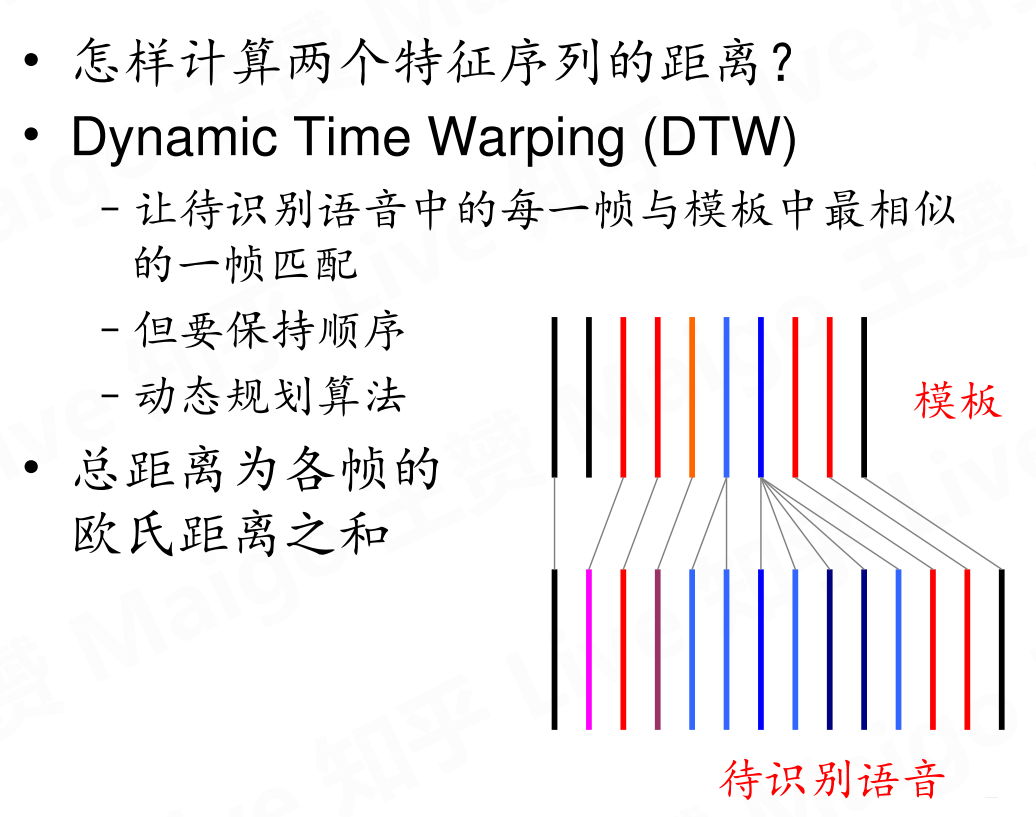 • 怎样计算两个特征序列的距离?
• Dynamic Time Warping (DTW)
– 让待识别语音中的每一帧与模板中最相似
的一帧匹配
– 但要保持顺序
– 动态规划算法
• 总距离为各帧的
欧氏距离之和
模板
待识别语音